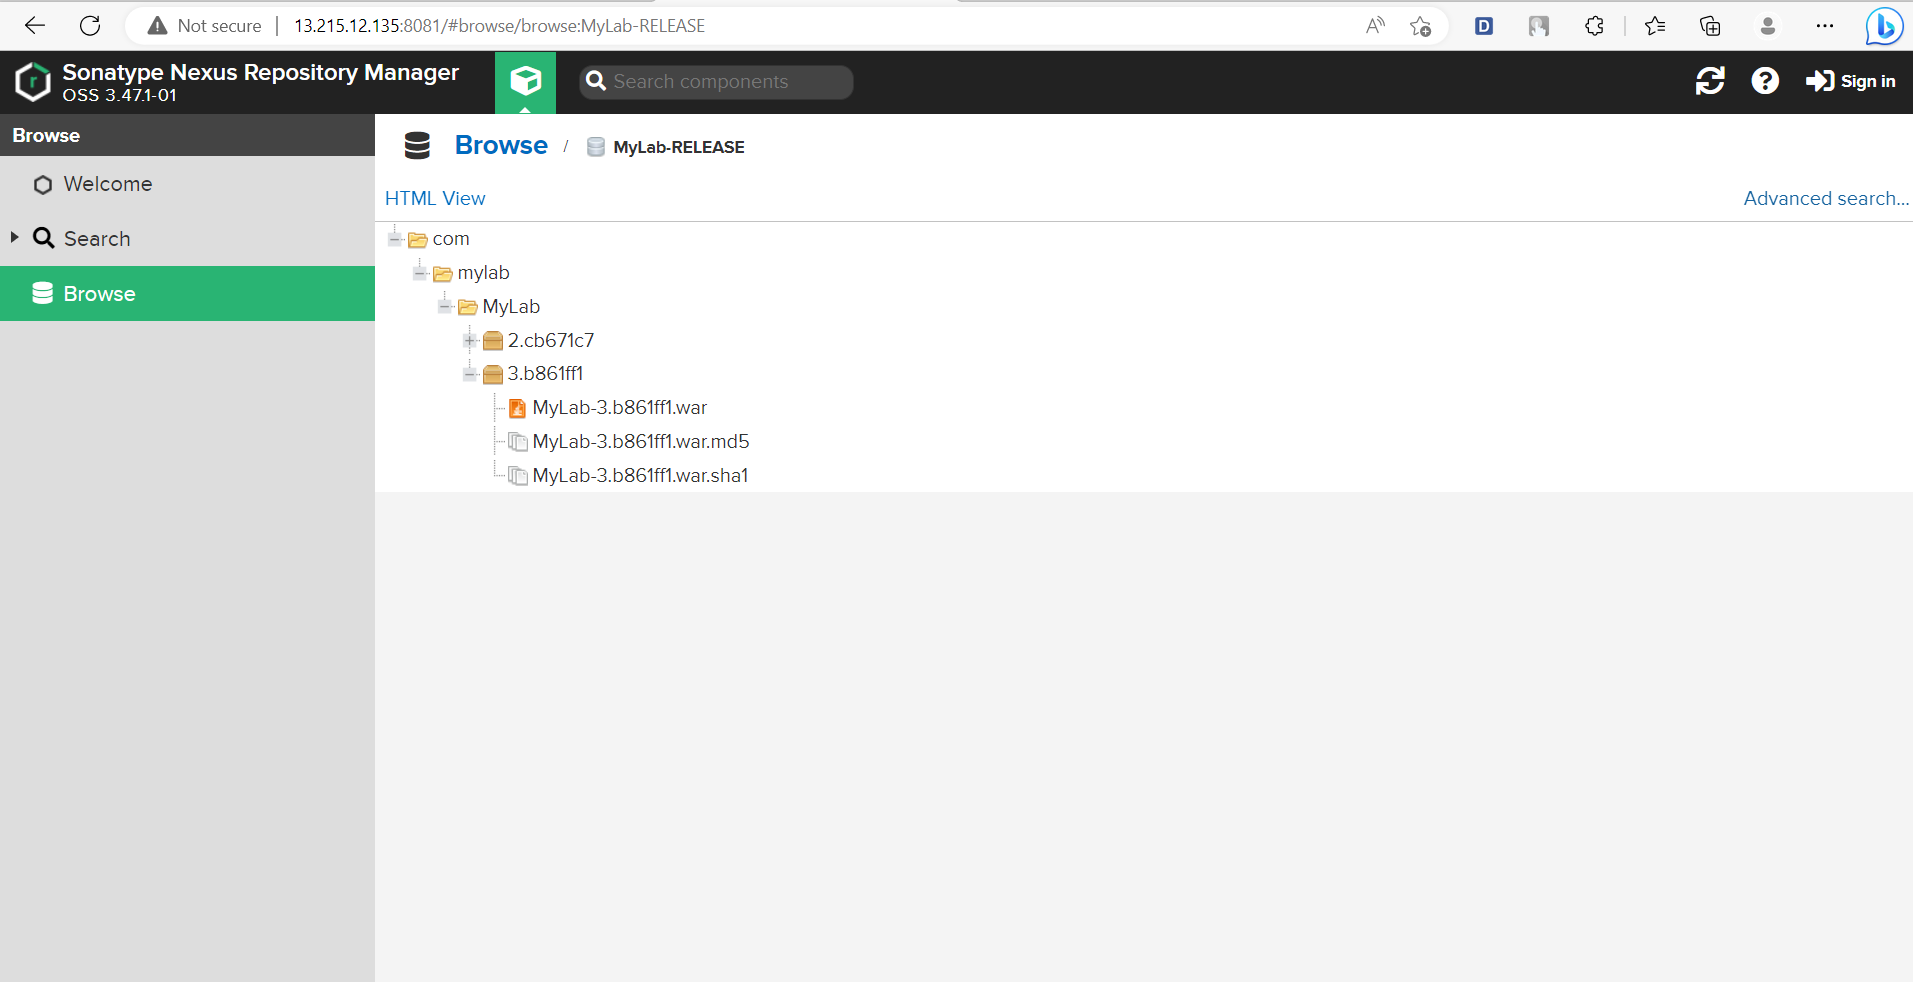 Not secure 13.215.12.135:8081/#browse/browse:MyLab-RELEASE
Sonatype Nexus Repository Manager
OSS 3.47.1-01
Search components
Sign in
Browse
Welcome
Search
Browse
Browse / MyLab-RELEASE
HTML View
Advanced search...
com
mylab
MyLab
2.cb671c7
3.b861ff1
MyLab-3.b861ff1.war
MyLab-3.b861ff1.war.md5
MyLab-3.b861ff1.war.sha1